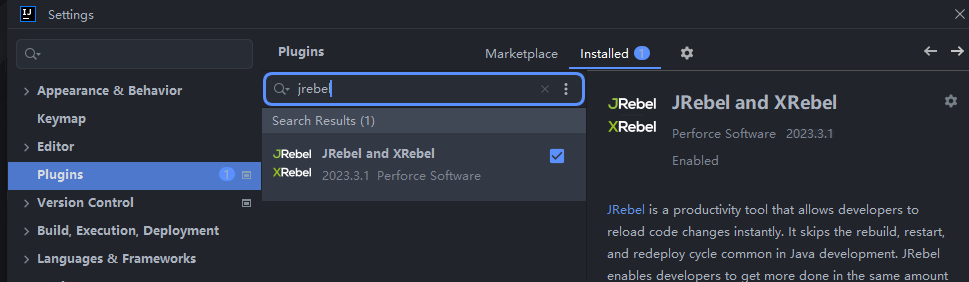 IJ
Settings
Plugins
Marketplace
Installed 1
Appearance & Behavior
Keymap
Editor
Plugins 1
Version Control
Build, Execution, Deployment
Languages & Frameworks
jrebel
Search Results (1)
JRebel
XRebel
JRebel and XRebel
2023.3.1 Perforce Software
JRebel
XRebel
JRebel and XRebel
Perforce Software 2023.3.1
Enabled
JRebel is a productivity tool that allows developers to
reload code changes instantly. It skips the rebuild, restart,
and redeploy cycle common in Java development. JRebel
enables developers to get more done in the same amount